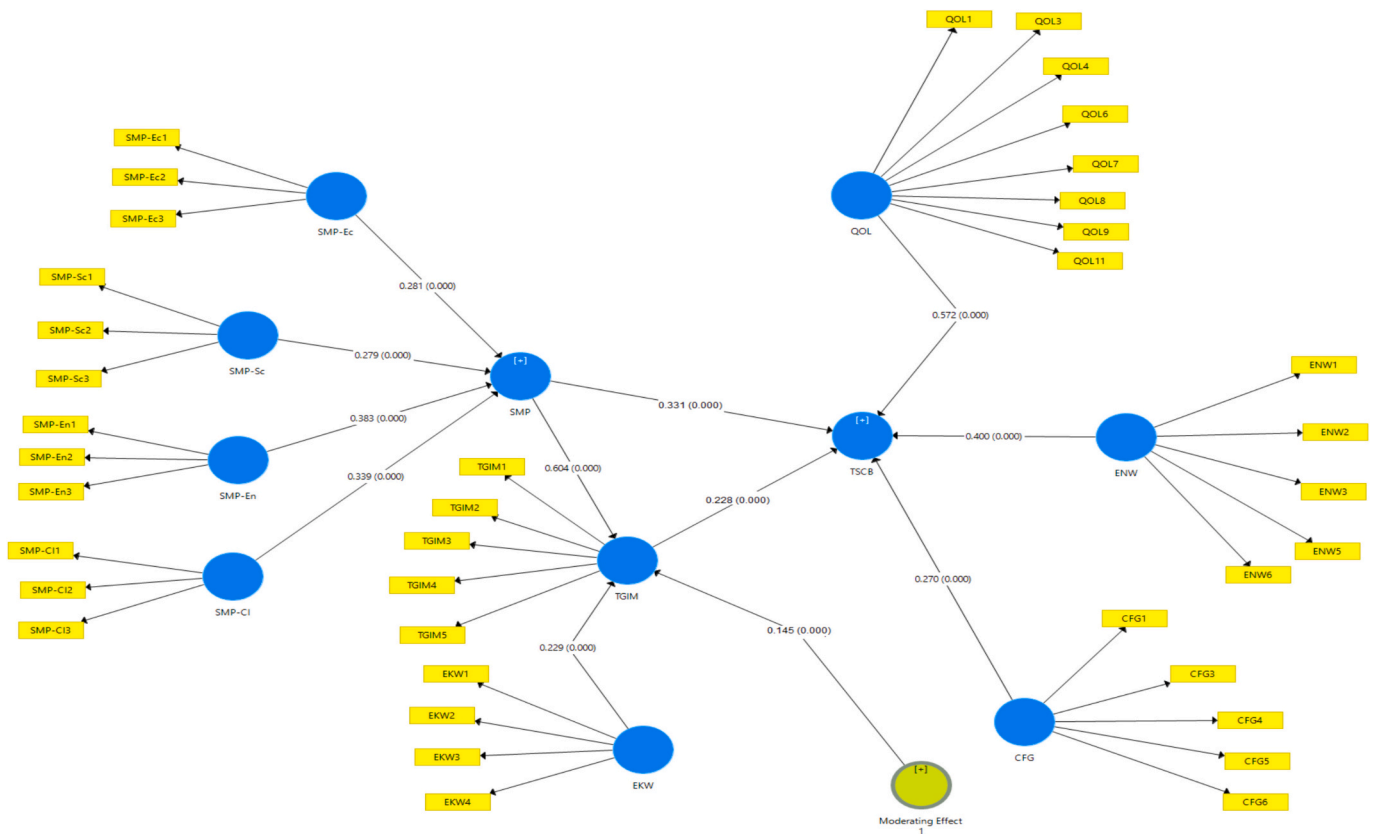 QOL1
QOL3
QOL4
QOL6
QOL7
QOL8
QOL9
QOL11
QOL
SMP-Ec1
SMP-Ec2
SMP-Ec3
SMP-Ec
0.281 (0.000)
0.572 (0.000)
SMP-Sc1
SMP-Sc2
SMP-Sc3
SMP-Sc
0.279 (0.000)
[+]
SMP
0.331 (0.000)
[+]
TSCB
0.400 (0.000)
ENW
ENW1
ENW2
ENW3
ENW5
ENW6
SMP-En1
SMP-En2
SMP-En3
SMP-En
0.383 (0.000)
0.339 (0.000)
0.604 (0.000)
0.228 (0.000)
SMP-CI1
SMP-CI2
SMP-CI3
SMP-CI
TGIM1
TGIM2
TGIM3
TGIM4
TGIM5
TGIM
0.270 (0.000)
0.145 (0.000)
0.229 (0.000)
EKW1
EKW2
EKW3
EKW4
EKW
CFG1
CFG3
CFG4
CFG5
CFG6
CFG
[+]
Moderating Effect
1